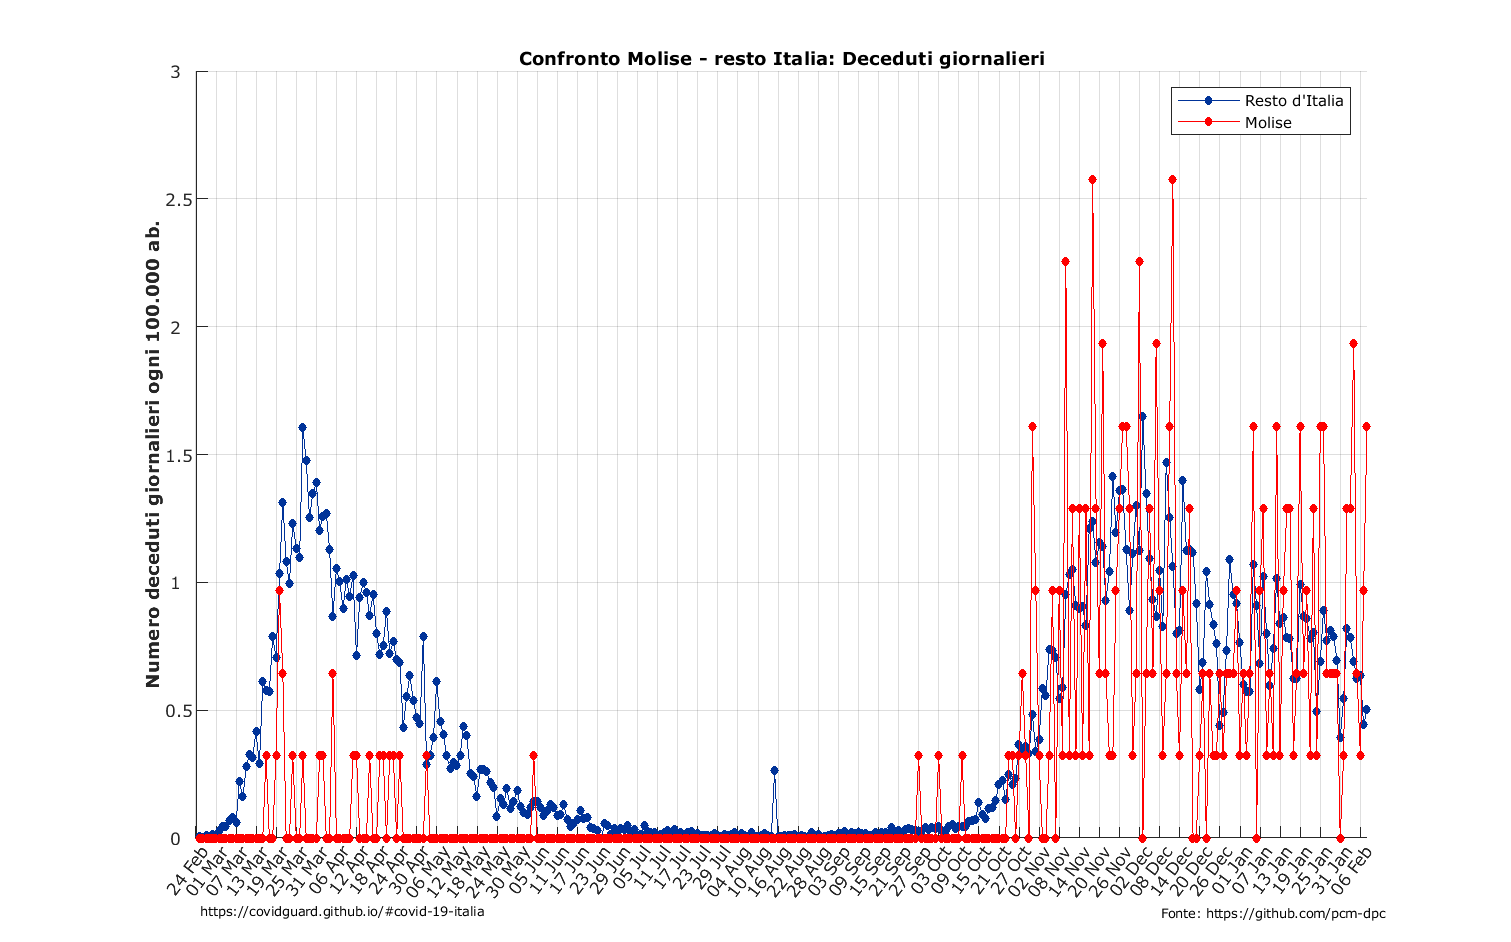 Confronto Molise - resto Italia: Deceduti giornalieri
Resto d'Italia
Molise
Numero deceduti giornalieri ogni 100.000 ab.
3
2.5
2
1.5
1
0.5
0
24 Feb
01 Mar
07 Mar
13 Mar
19 Mar
25 Mar
31 Mar
06 Apr
12 Apr
18 Apr
24 Apr
30 Apr
06 May
12 May
18 May
24 May
30 May
05 Jun
11 Jun
17 Jun
23 Jun
29 Jun
05 Jul
11 Jul
17 Jul
23 Jul
29 Jul
04 Aug
10 Aug
16 Aug
22 Aug
28 Aug
03 Sep
09 Sep
15 Sep
21 Sep
27 Sep
03 Oct
09 Oct
15 Oct
21 Oct
27 Oct
02 Nov
08 Nov
14 Nov
20 Nov
26 Nov
02 Dec
08 Dec
14 Dec
20 Dec
26 Dec
01 Jan
07 Jan
13 Jan
19 Jan
25 Jan
31 Jan
06 Feb
https://covidguard.github.io/#covid-19-italia
Fonte: https://github.com/pcm-dpc